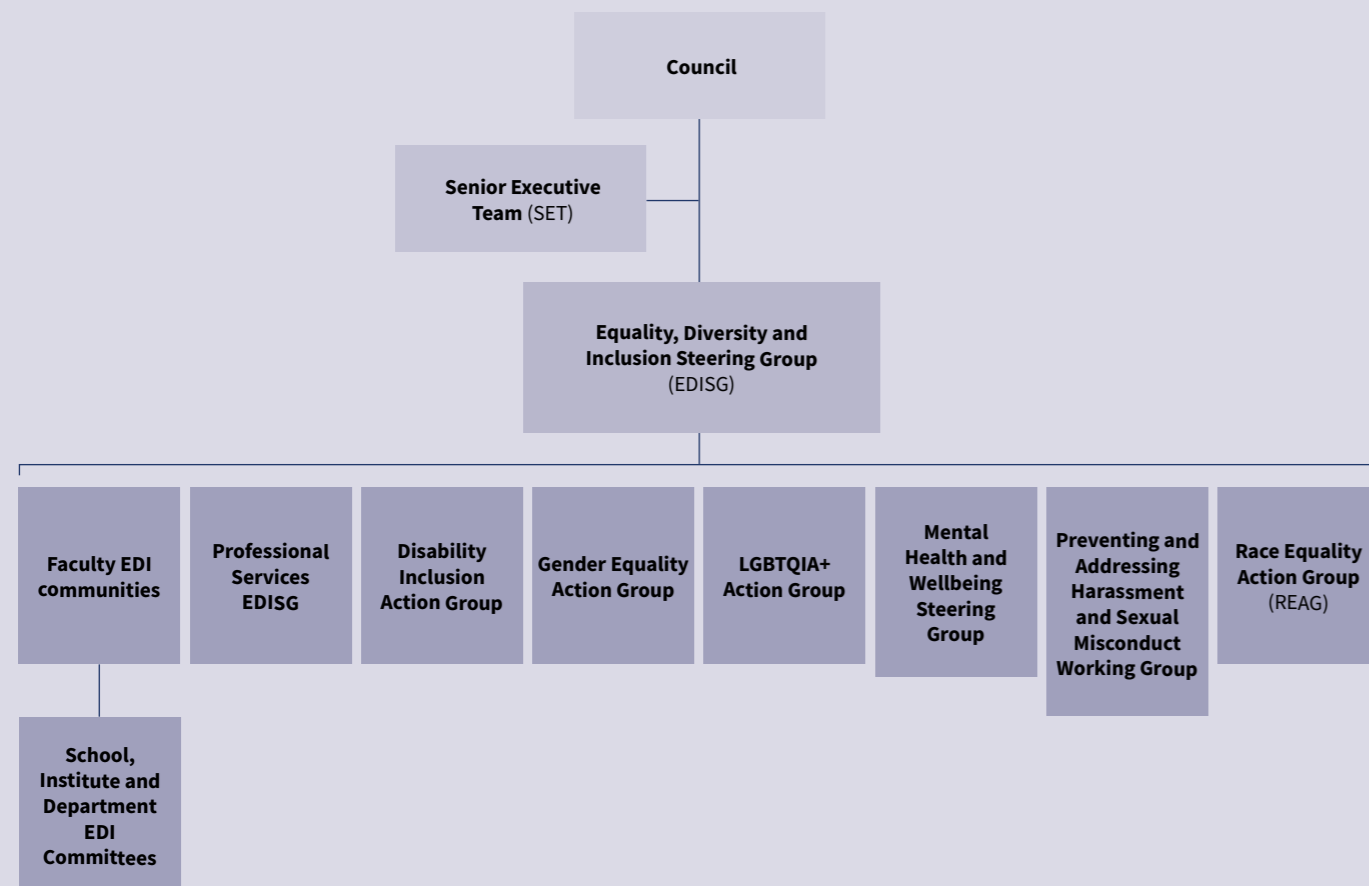 Council
Senior Executive
Team (SET)
Equality, Diversity and
Inclusion Steering Group
(EDISG)
Faculty EDI
communities
Professional
Services
EDISG
Disability
Inclusion
Action Group
Gender Equality
Action Group
LGBTQIA+
Action Group
Mental
Health and
Wellbeing
Steering
Group
Preventing and
Addressing
Harassment
and Sexual
Misconduct
Working Group
Race Equality
Action Group
(REAG)
School,
Institute and
Department
EDI
Committees